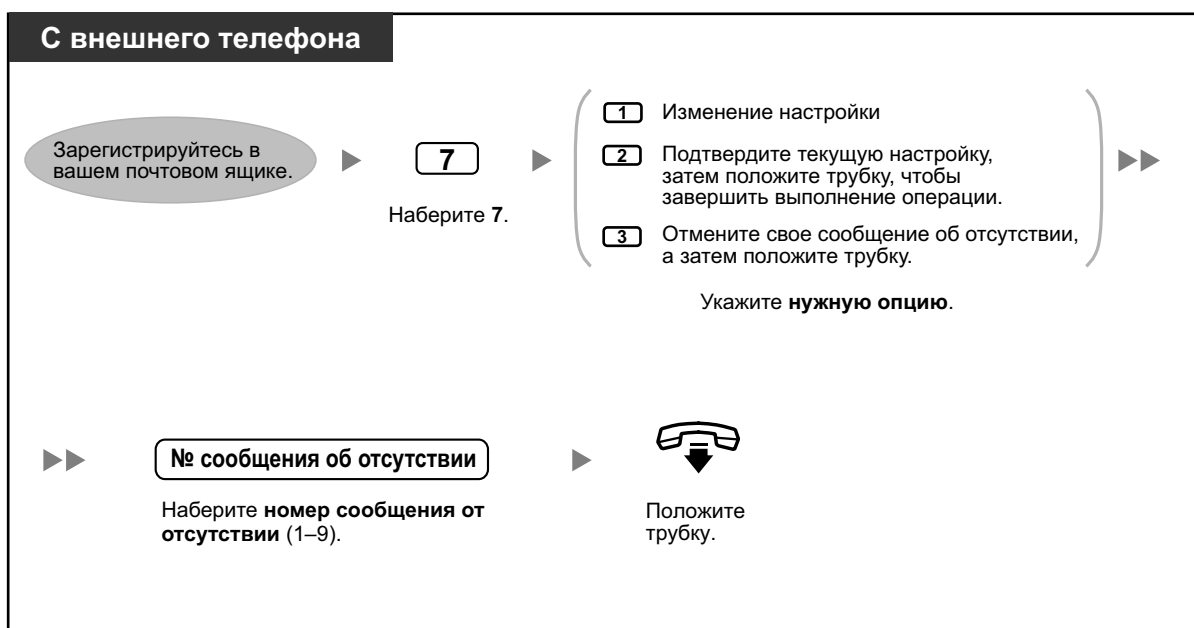 С внешнего телефона
Зарегистрируйтесь в
вашем почтовом ящике.
7
Наберите 7.
1 Изменение настройки
2 Подтвердите текущую настройку,
затем положите трубку, чтобы
завершить выполнение операции.
3 Отмените свое сообщение об отсутствии,
а затем положите трубку.
Укажите нужную опцию.
№ сообщения об отсутствии
Наберите номер сообщения от
отсутствии (1–9).
Положите
трубку.